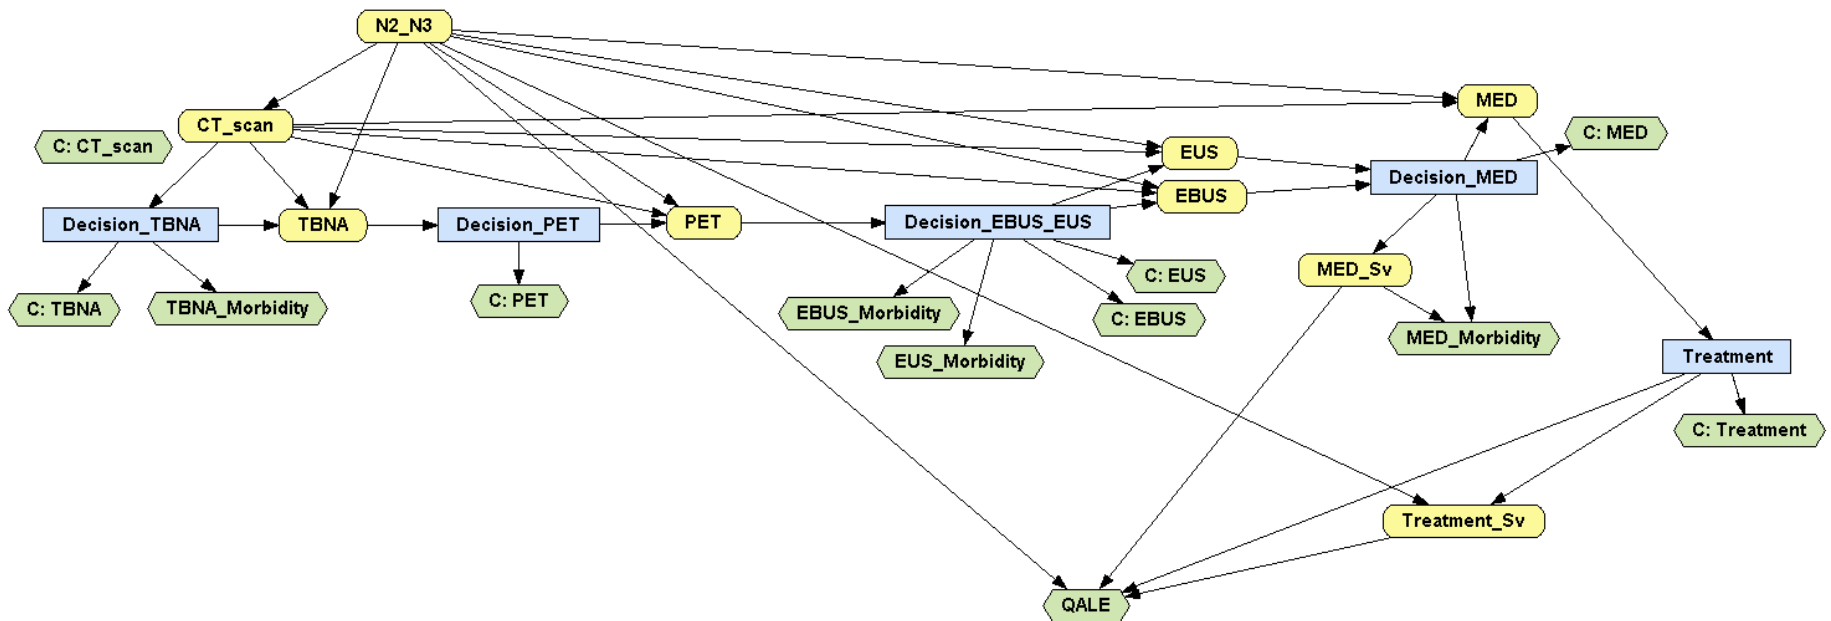 N2_N3
MED
CT_scan
C: MED
C: CT_scan
EUS
Decision_MED
EBUS
Decision_TBNA
TBNA
Decision_PET
PET
Decision_EBUS_EUS
MED_Sv
C: EUS
C: PET
C: TBNA
TBNA_Morbidity
EBUS_Morbidity
C: EBUS
MED_Morbidity
EUS_Morbidity
Treatment
C: Treatment
Treatment_Sv
QALE